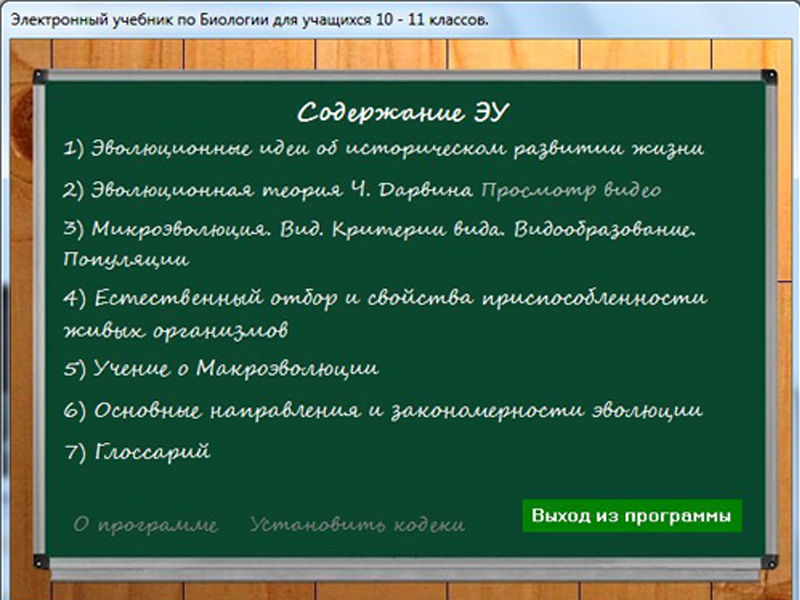 Электронный учебник по Биологии для учащихся 10 - 11 классов.
Содержание ЭУ
1) Эволюционные идеи об историческом развитии жизни
2) Эволюционная теория Ч. Дарвина Просмотр видео
3) Микроэволюция. Вид. Критерии вида. Видообразование.
Популяции
4) Естественный отбор и свойства приспособленности
живых организмов
5) Учение о Макроэволюции
6) Основные направления и закономерности эволюции
7) Глоссарий
О программе Установить кодеки
Выход из программы